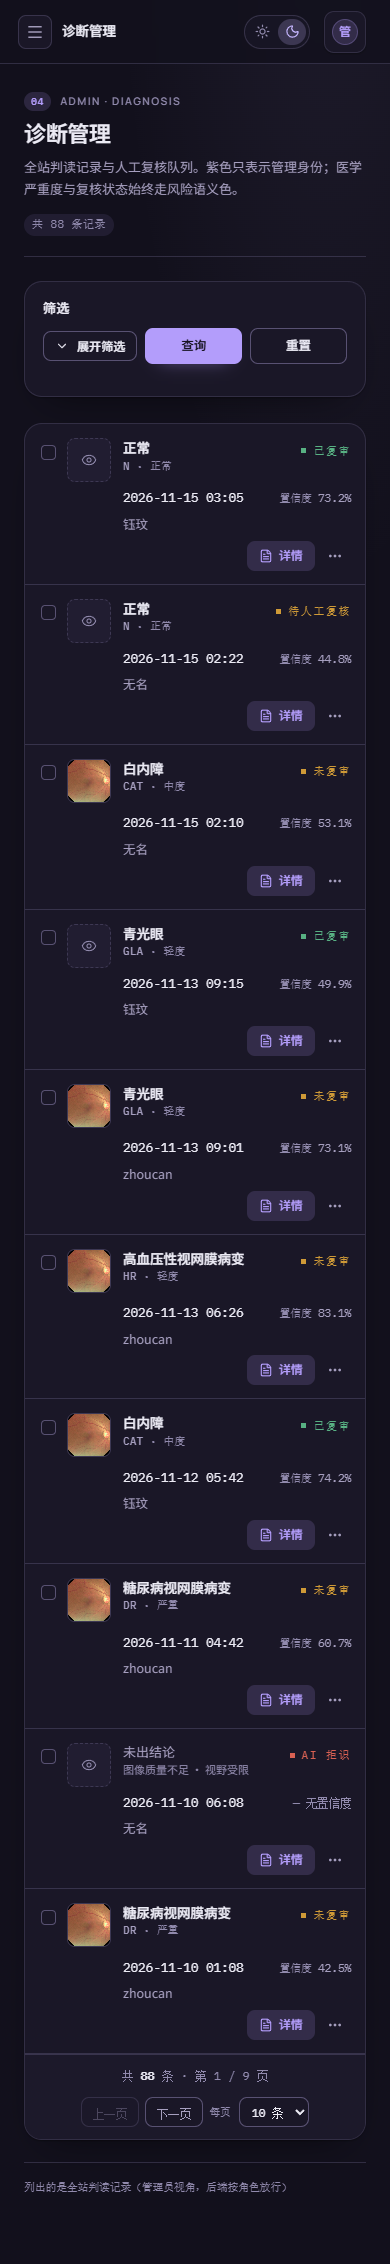 诊断管理
管
04 ADMIN · DIAGNOSIS
诊断管理
全站判读记录与人工复核队列。紫色只表示管理身份；医学
严重度与复核状态始终走风险语义色。
共 88 条记录
筛选
展开筛选 查询 重置
正常 已复审
N · 正常
2026-11-15 03:05 置信度 73.2%
钰玟
详情
正常 待人工复核
N · 正常
2026-11-15 02:22 置信度 44.8%
无名
详情
白内障 未复审
CAT · 中度
2026-11-15 02:10 置信度 53.1%
无名
详情
青光眼 已复审
GLA · 轻度
2026-11-13 09:15 置信度 49.9%
钰玟
详情
青光眼 未复审
GLA · 轻度
2026-11-13 09:01 置信度 73.1%
zhoucan
详情
高血压性视网膜病变 未复审
HR · 轻度
2026-11-13 06:26 置信度 83.1%
zhoucan
详情
白内障 已复审
CAT · 中度
2026-11-12 05:42 置信度 74.2%
钰玟
详情
糖尿病视网膜病变 未复审
DR · 严重
2026-11-11 04:42 置信度 60.7%
zhoucan
详情
未出结论 AI 拒识
图像质量不足 · 视野受限
2026-11-10 06:08 — 无置信度
无名
详情
糖尿病视网膜病变 未复审
DR · 严重
2026-11-10 01:08 置信度 42.5%
zhoucan
详情
共 88 条 · 第 1 / 9 页
上一页 下一页 每页 10 条
列出的是全站判读记录（管理员视角，后端按角色放行）